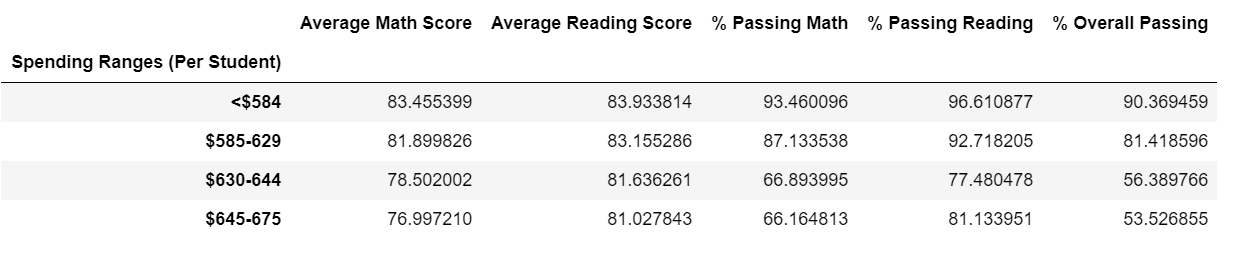 Average Math Score Average Reading Score % Passing Math % Passing Reading % Overall Passing
Spending Ranges (Per Student)
<$584 83.455399 83.933814 93.460096 96.610877 90.369459
$585-629 81.899826 83.155286 87.133538 92.718205 81.418596
$630-644 78.502002 81.636261 66.893995 77.480478 56.389766
$645-675 76.997210 81.027843 66.164813 81.133951 53.526855